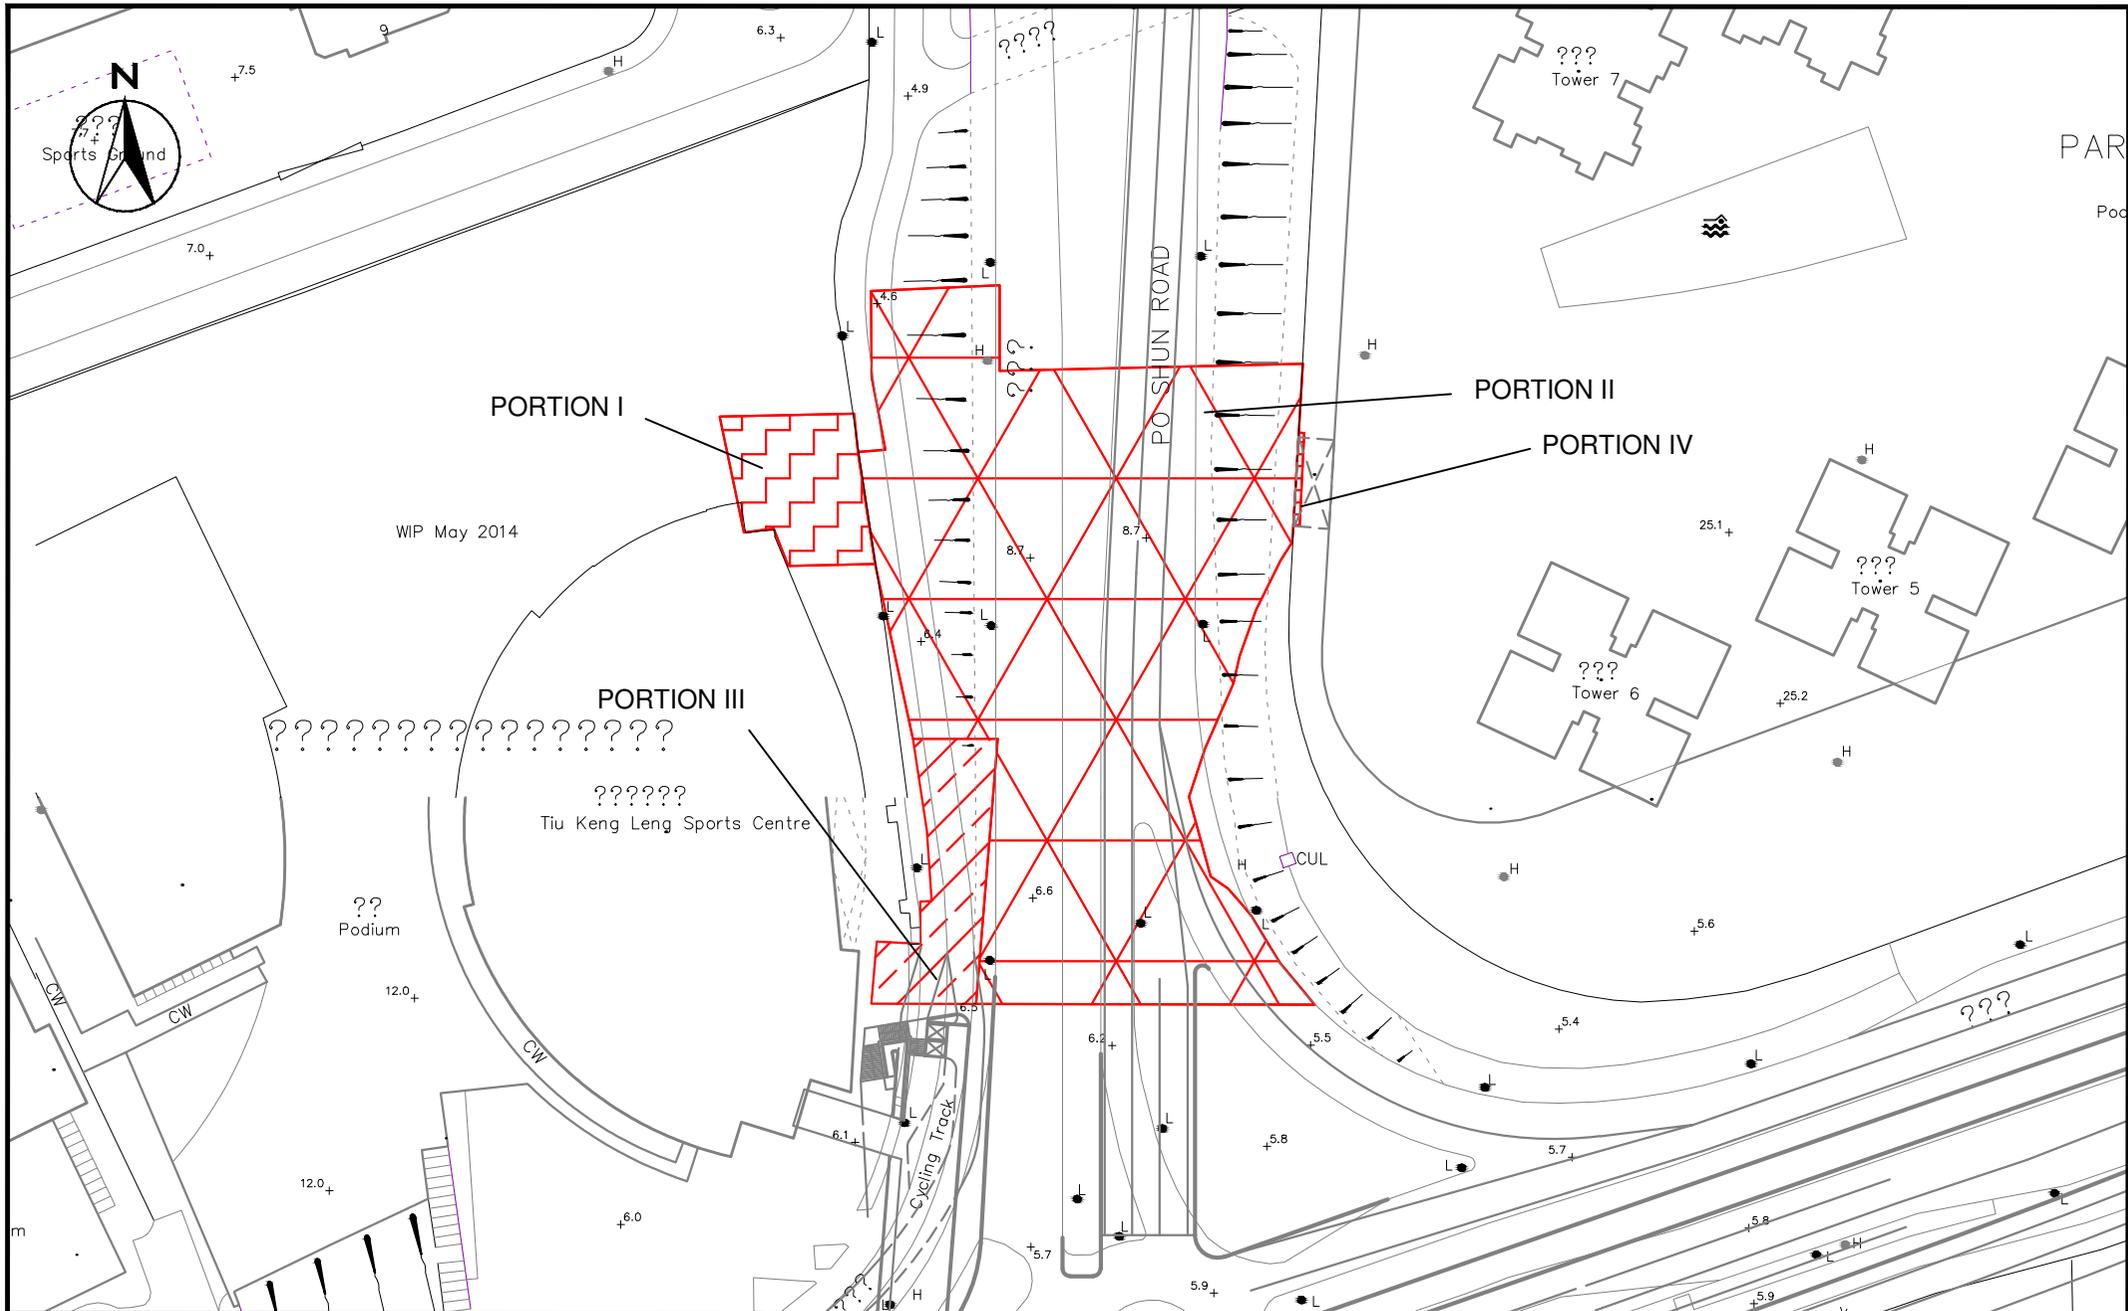 9
6.3
L
H
7.5
N
????
4.9
???
Tower 7
???
7.7
Sports Ground
PAR
Poo
7.0
L
L
PO SHUN ROAD
4.6
L
H
????
H
PORTION I
PORTION II
PORTION IV
H
25.1
WIP May 2014
8.7
8.7
???
Tower 5
L
L
L
6.4
???
Tower 6
25.2
PORTION III
?????????????????
H
??????
Tiu Keng Leng Sports Centre
L
H
CUL
H
6.6
??
Podium
L
L
5.6
L
CW
CW
12.0
L
6.5
???
5.4
6.2
5.5
CW
L
L
Cycling Track
L
L
6.1
5.8
5.7
L
12.0
L
L
m
6.0
L
5.8
5.7
H
L
5.9
???
L
H
L
5.9